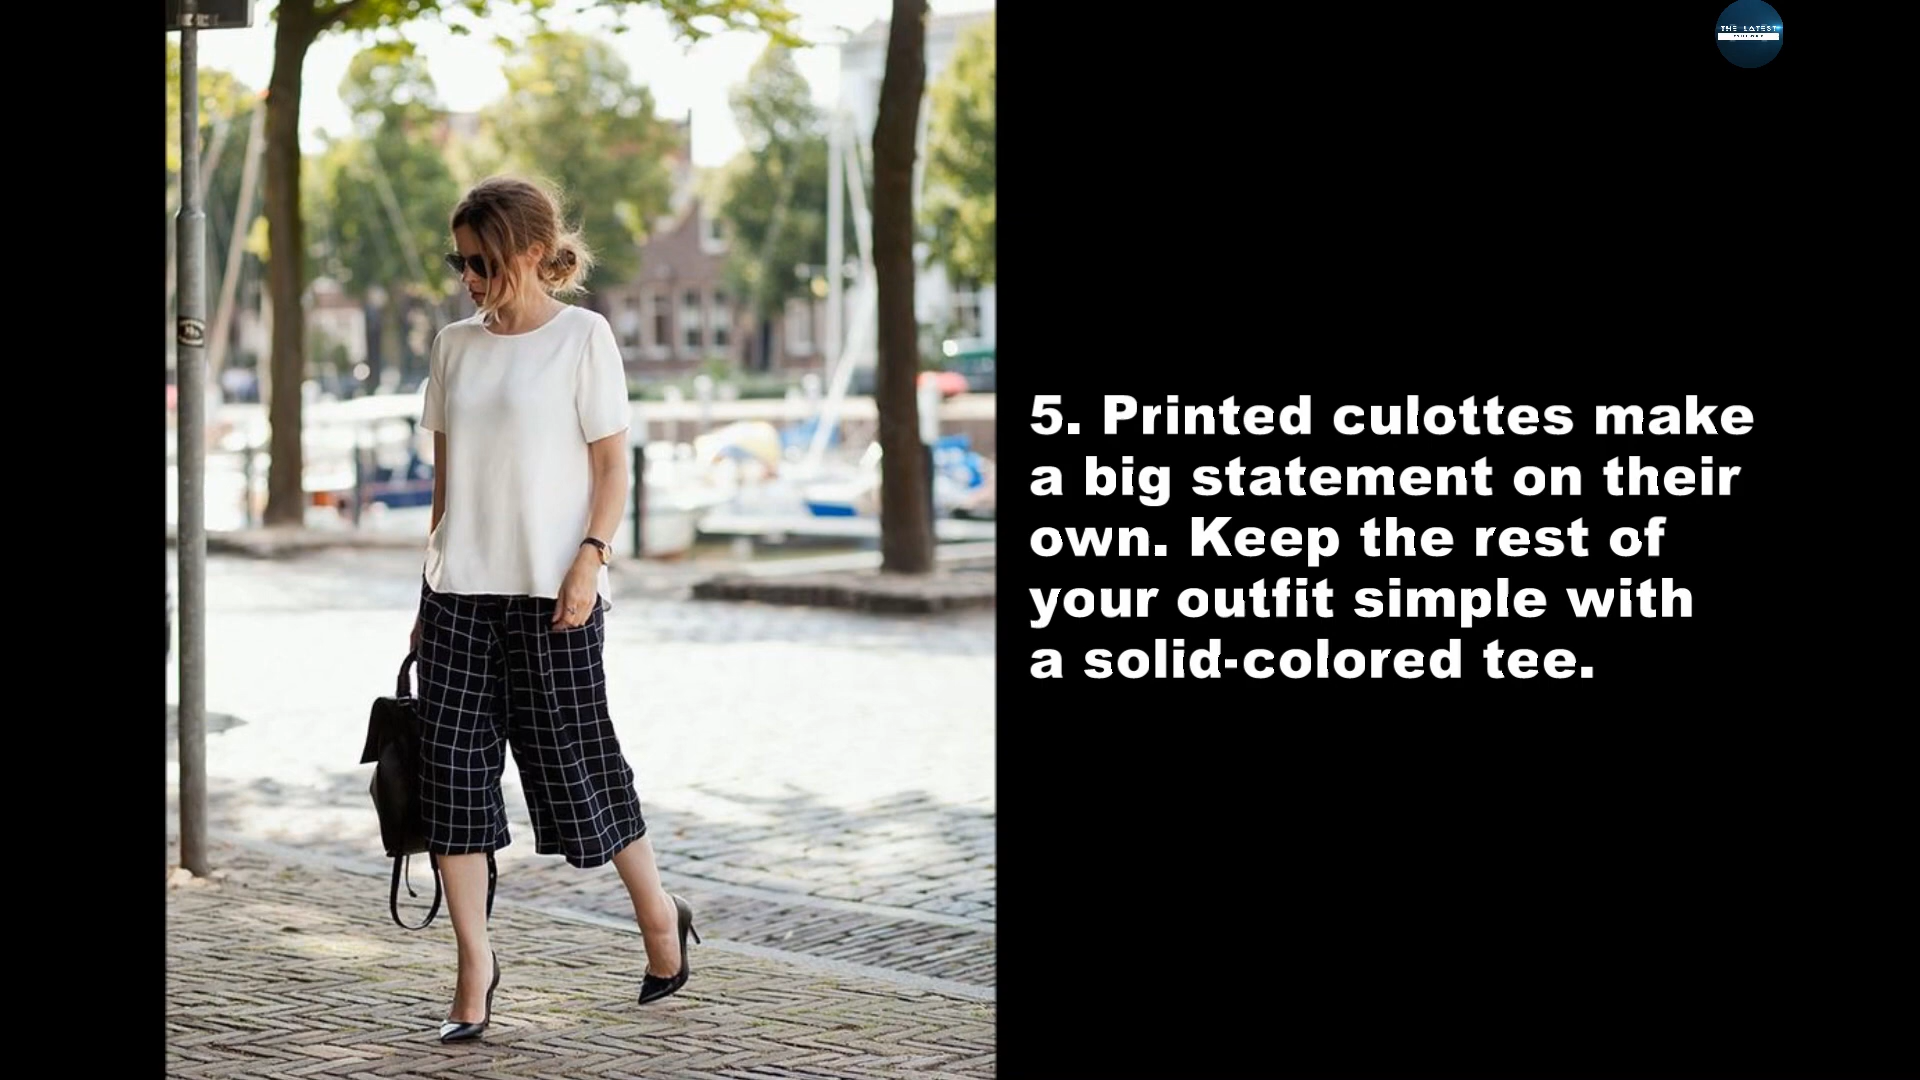 THE LATEST
5. Printed culottes make
a big statement on their
own. Keep the rest of
your outfit simple with
a solid-colored tee.